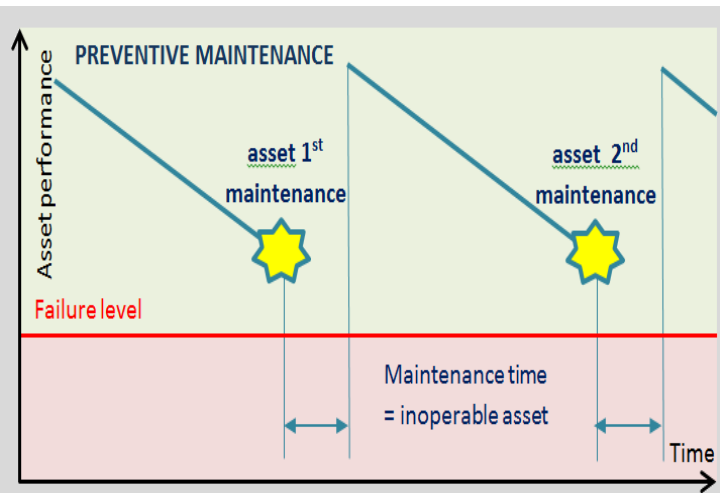 PREVENTIVE MAINTENANCE
Asset performance
asset 1st
maintenance
asset 2nd
maintenance
Failure level
Maintenance time
= inoperable asset
Time